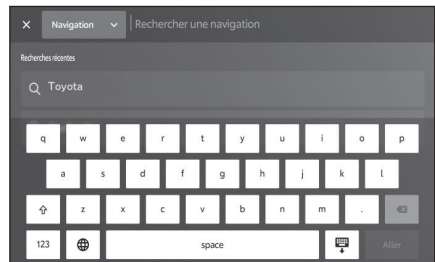 × Navigation Rechercher une navigation
Recherches récentes
Toyota
q w e r t y u i o p
a s d f g h j k l
z x c v b n m .
123 space Aller